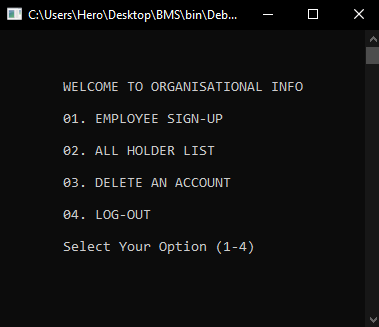 C:\Users\Hero\Desktop\BMS\bin\Deb...
WELCOME TO ORGANISATIONAL INFO
01. EMPLOYEE SIGN-UP
02. ALL HOLDER LIST
03. DELETE AN ACCOUNT
04. LOG-OUT
Select Your Option (1-4)